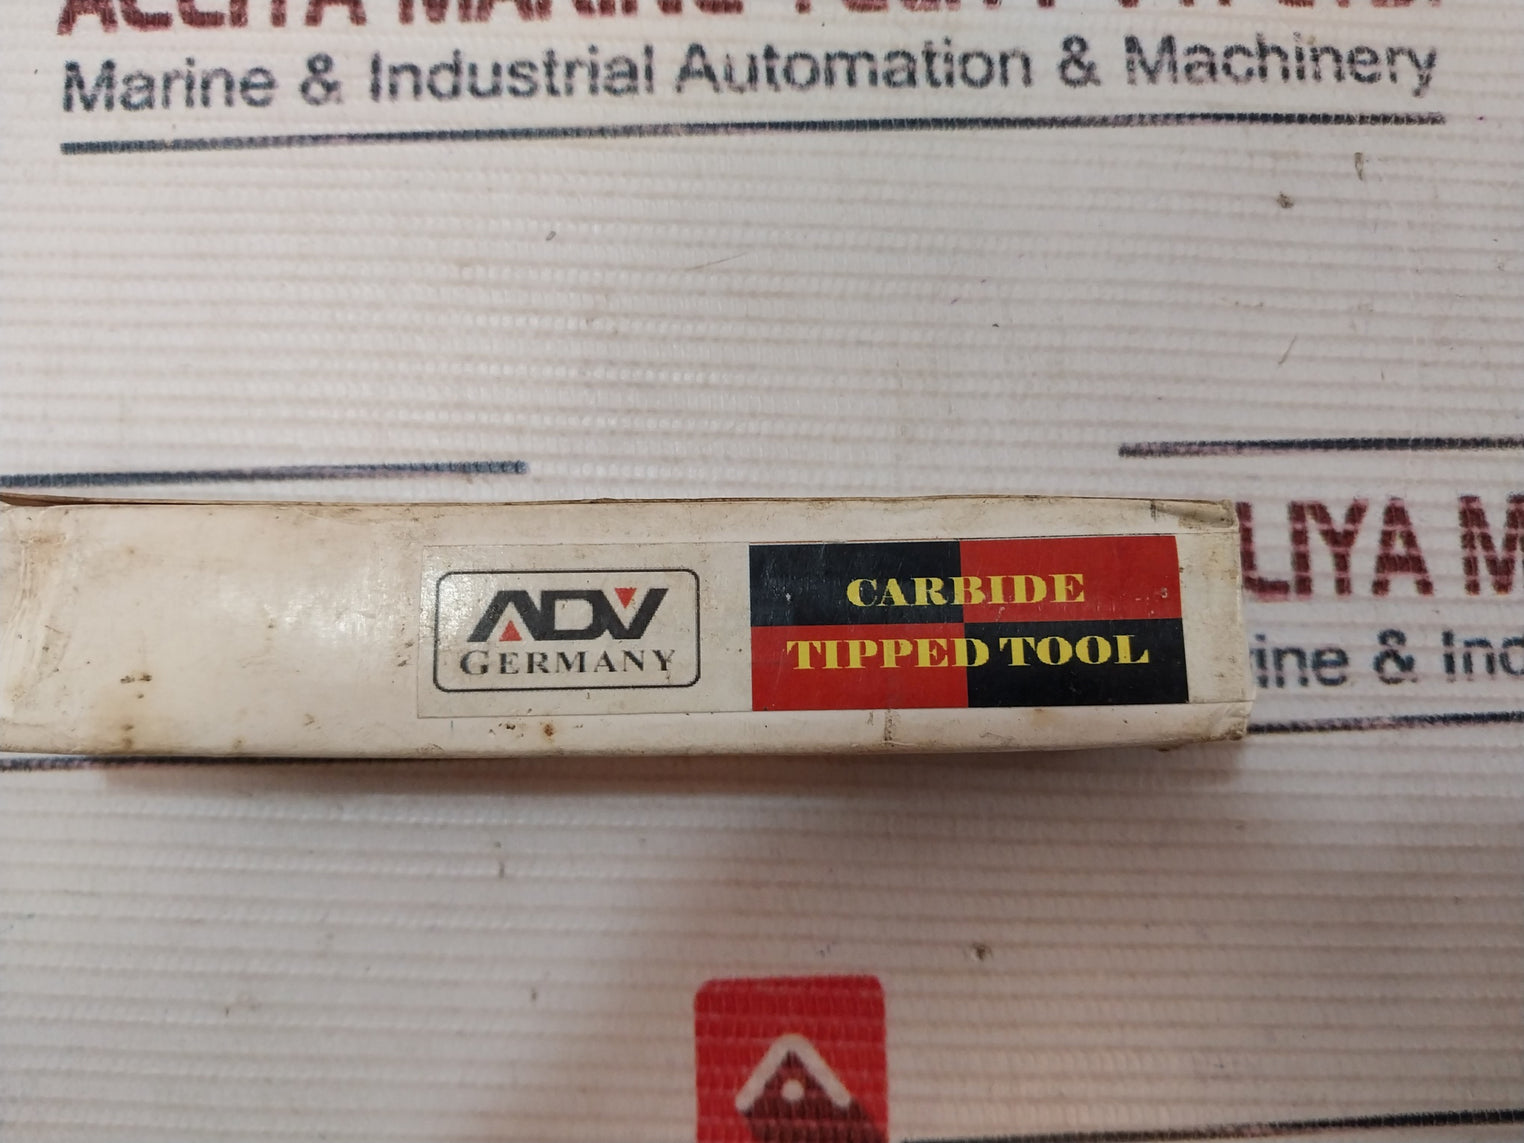 Marine & Industrial Automation & Machinery
ADV
GERMANY
CARBIDE
TIPPED TOOL
LIYA M
ine & Ind